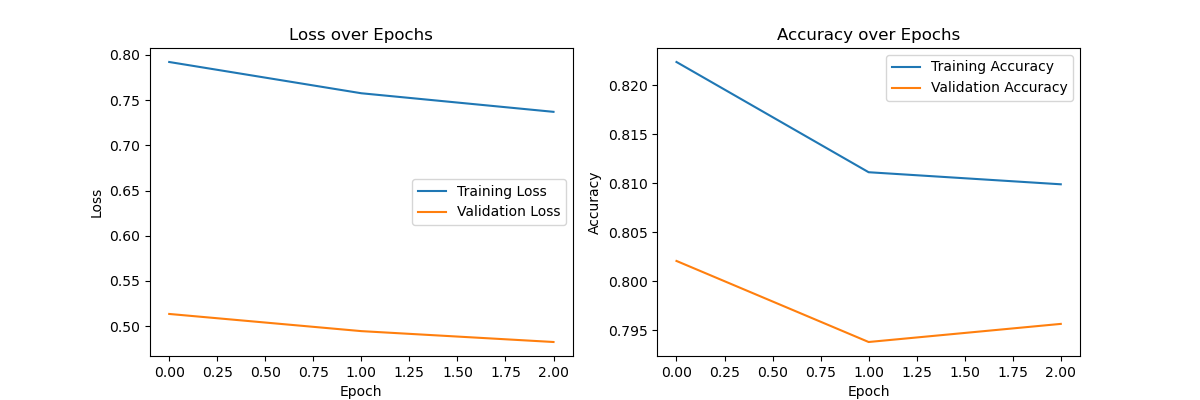 Loss over Epochs
0.80
0.75
0.70
0.65
0.60
0.55
0.50
Loss
Training Loss
Validation Loss
0.00 0.25 0.50 0.75 1.00 1.25 1.50 1.75 2.00
Epoch
Accuracy over Epochs
0.820
0.815
0.810
0.805
0.800
0.795
Accuracy
Training Accuracy
Validation Accuracy
0.00 0.25 0.50 0.75 1.00 1.25 1.50 1.75 2.00
Epoch